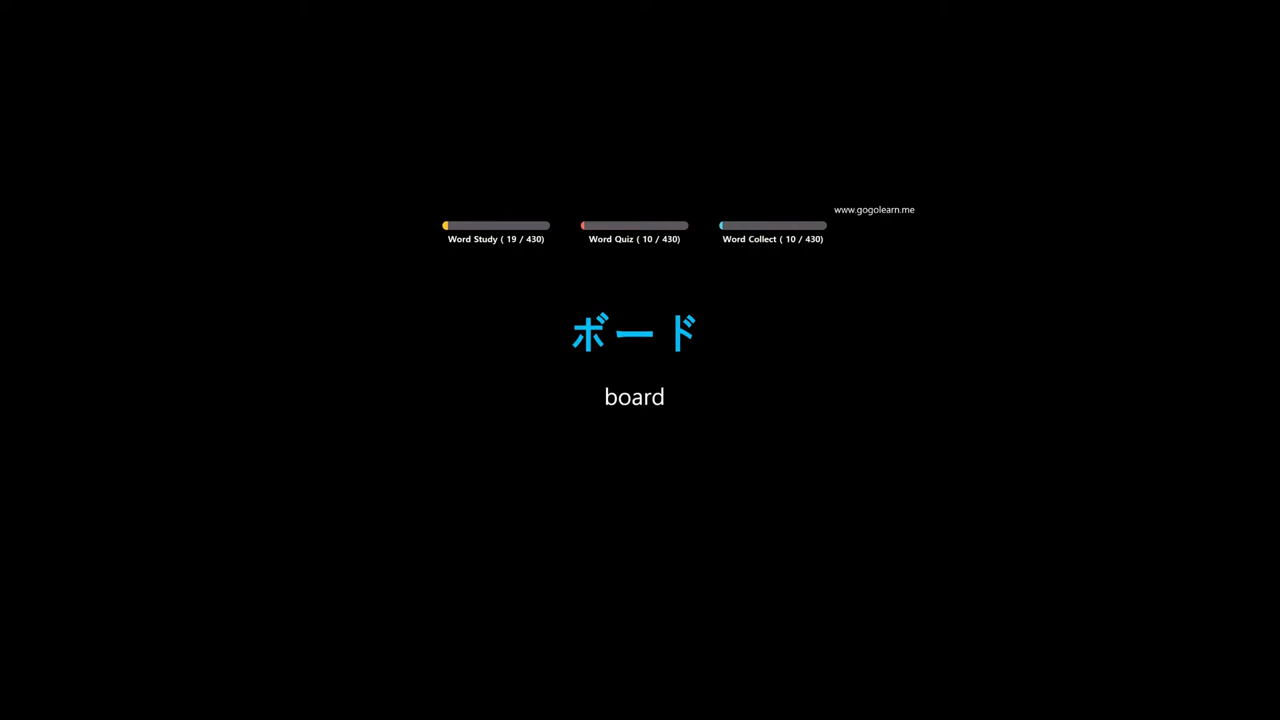 www.gogolearn.me
Word Study ( 19 / 430)
Word Quiz ( 10 / 430)
Word Collect ( 10 / 430)
ボード
board